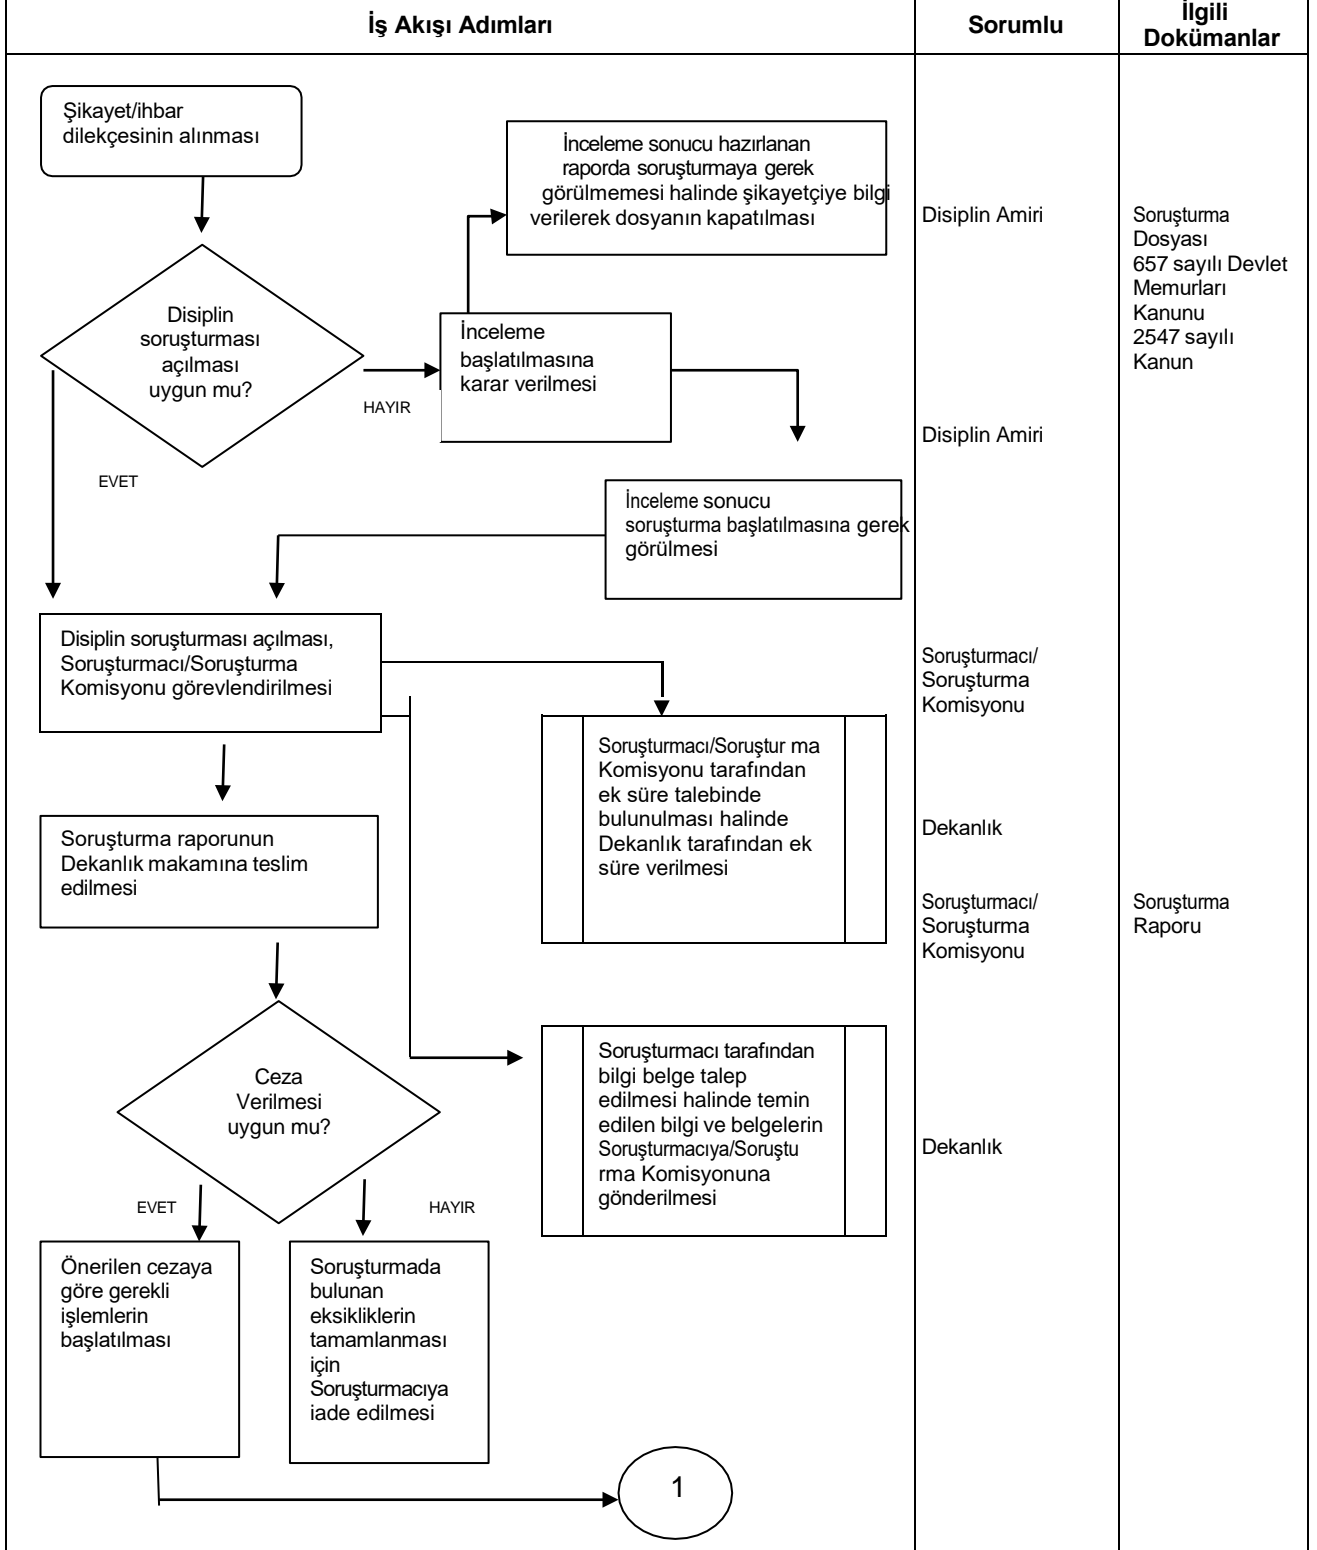 İş Akışı Adımları
Sorumlu
İlgili
Dokümanlar
Şikayet/ihbar
dilekçesinin alınması
İnceleme sonucu hazırlanan
raporda soruşturmaya gerek
görülmemesi halinde şikayetçiye bilgi
verilerek dosyanın kapatılması
Disiplin Amiri
Soruşturma
Dosyası
657 sayılı Devlet
Memurları
Kanunu
2547 sayılı
Kanun
Disiplin
soruşturması
açılması
uygun mu?
İnceleme
başlatılmasına
karar verilmesi
HAYIR
Disiplin Amiri
EVET
İnceleme sonucu
soruşturma başlatılmasına gerek
görülmesi
Disiplin soruşturması açılması,
Soruşturmacı/Soruşturma
Komisyonu görevlendirilmesi
Soruşturmacı/
Soruşturma
Komisyonu
Soruşturmacı/Soruştur ma
Komisyonu tarafından
ek süre talebinde
bulunulması halinde
Dekanlık tarafından ek
süre verilmesi
Dekanlık
Soruşturma raporunun
Dekanlık makamına teslim
edilmesi
Soruşturmacı/
Soruşturma
Komisyonu
Soruşturma
Raporu
Ceza
Verilmesi
uygun mu?
Soruşturmacı tarafından
bilgi belge talep
edilmesi halinde temin
edilen bilgi ve belgelerin
Soruşturmacıya/Soruştu
rma Komisyonuna
gönderilmesi
Dekanlık
EVET
HAYIR
Önerilen cezaya
göre gerekli
işlemlerin
başlatılması
Soruşturmada
bulunan
eksikliklerin
tamamlanması
için
Soruşturmacıya
iade edilmesi
1